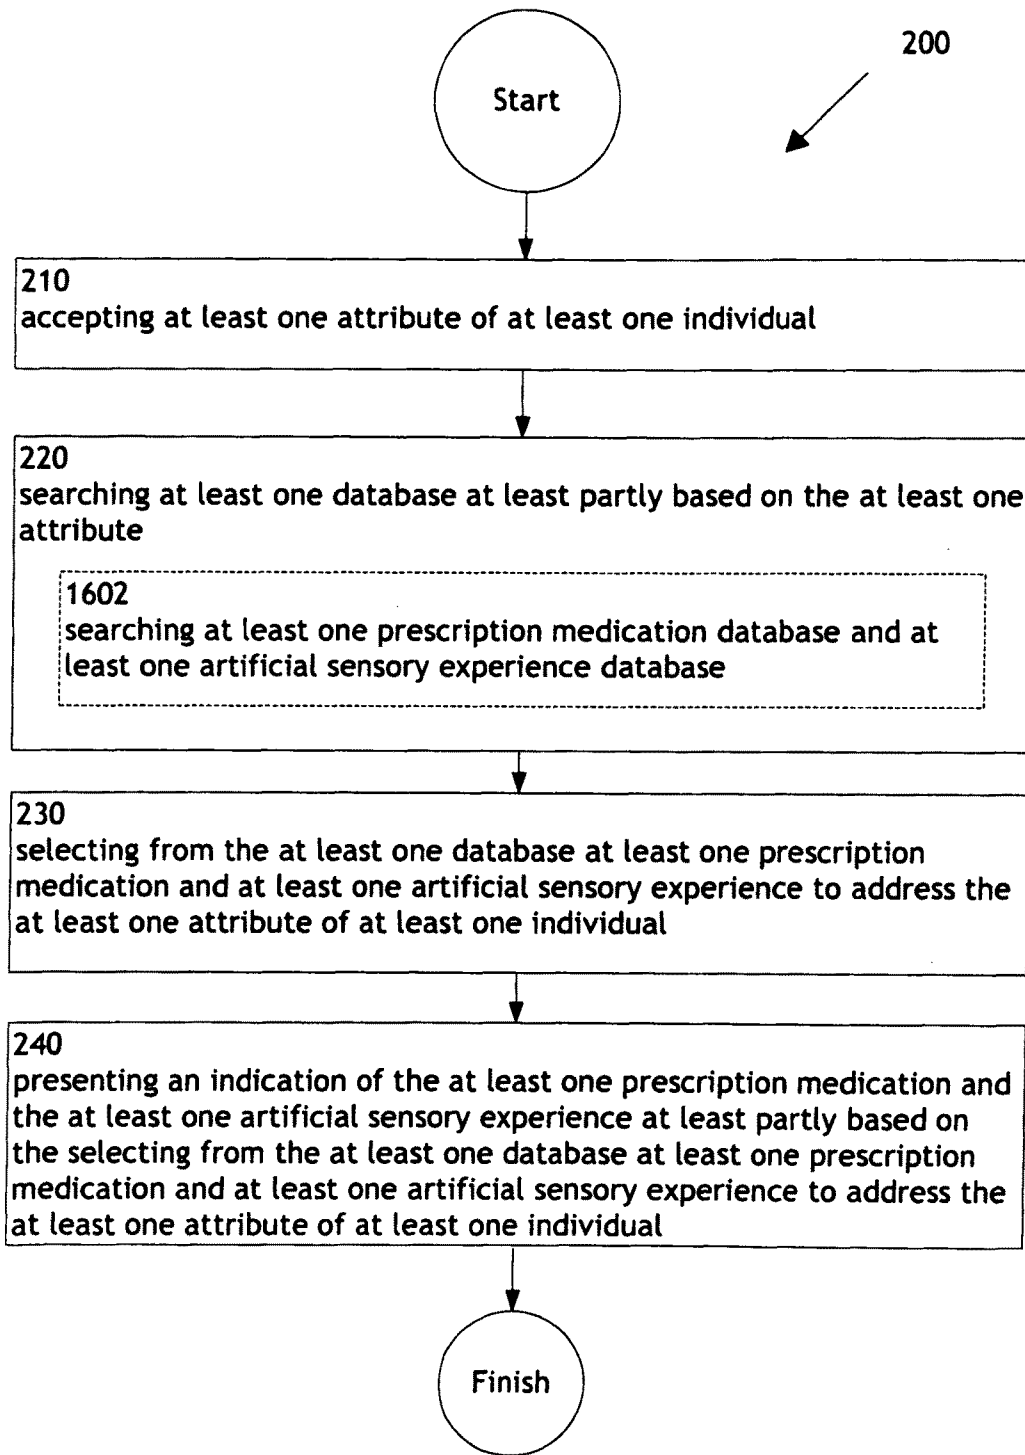 200
Start
210
accepting at least one attribute of at least one individual
220
searching at least one database at least partly based on the at least one
attribute
1602
searching at least one prescription medication database and at
least one artificial sensory experience database
230
selecting from the at least one database at least one prescription
medication and at least one artificial sensory experience to address the
at least one attribute of at least one individual
240
presenting an indication of the at least one prescription medication and
the at least one artificial sensory experience at least partly based on
the selecting from the at least one database at least one prescription
medication and at least one artificial sensory experience to address the
at least one attribute of at least one individual
Finish